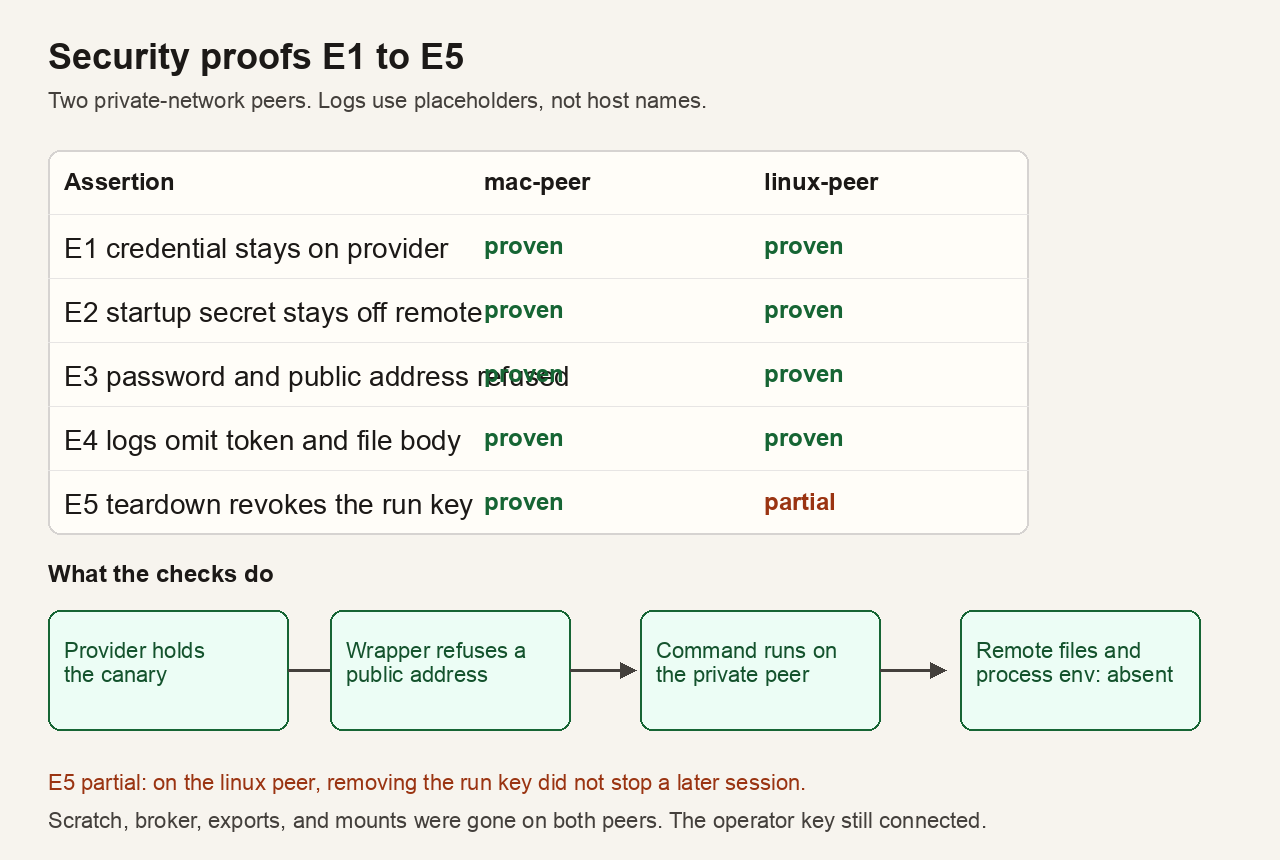 Security proofs E1 to E5
Two private-network peers. Logs use placeholders, not host names.
Assertion mac-peer linux-peer
E1 credential stays on provider proven proven
E2 startup secret stays off remote proven proven
E3 password and public address refused proven proven
E4 logs omit token and file body proven proven
E5 teardown revokes the run key proven partial
What the checks do
Provider holds
the canary
Wrapper refuses a
public address
Command runs on
the private peer
Remote files and
process env: absent
E5 partial: on the linux peer, removing the run key did not stop a later session.
Scratch, broker, exports, and mounts were gone on both peers. The operator key still connected.